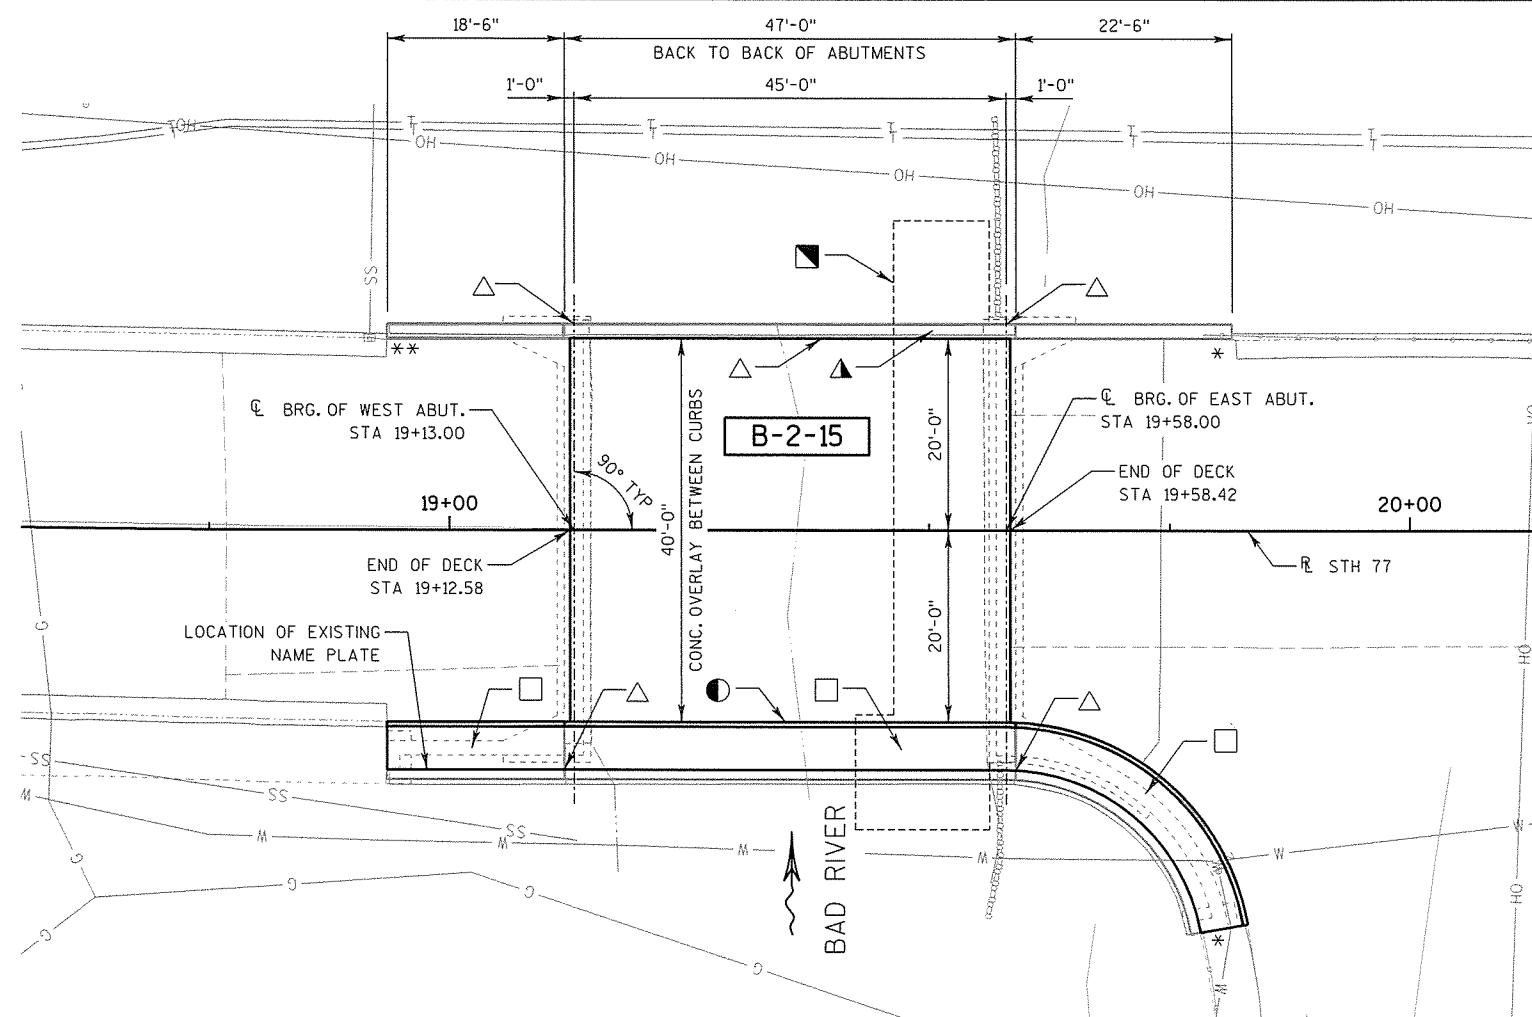 18'-6"
47'-0"
22'-6"
BACK TO BACK OF ABUTMENTS
1'-0"
45'-0"
1'-0"
OH
T
T
T
T
T
T
T
T
T
T
OH
OH
OH
OH
OH
SS
**
*
℄ BRG. OF WEST ABUT.
STA 19+13.00
90° TYP
CONC. OVERLAY BETWEEN CURBS
40'-0"
B-2-15
20'-0"
℄ BRG. OF EAST ABUT.
STA 19+58.00
END OF DECK
STA 19+58.42
19+00
20+00
END OF DECK
STA 19+12.58
RL STH 77
20'-0"
LOCATION OF EXISTING
NAME PLATE
G
OH
SS
SS
SS
W
W
W
W
W
W
W
W
W
G
G
G
G
G
OH
BAD RIVER
*